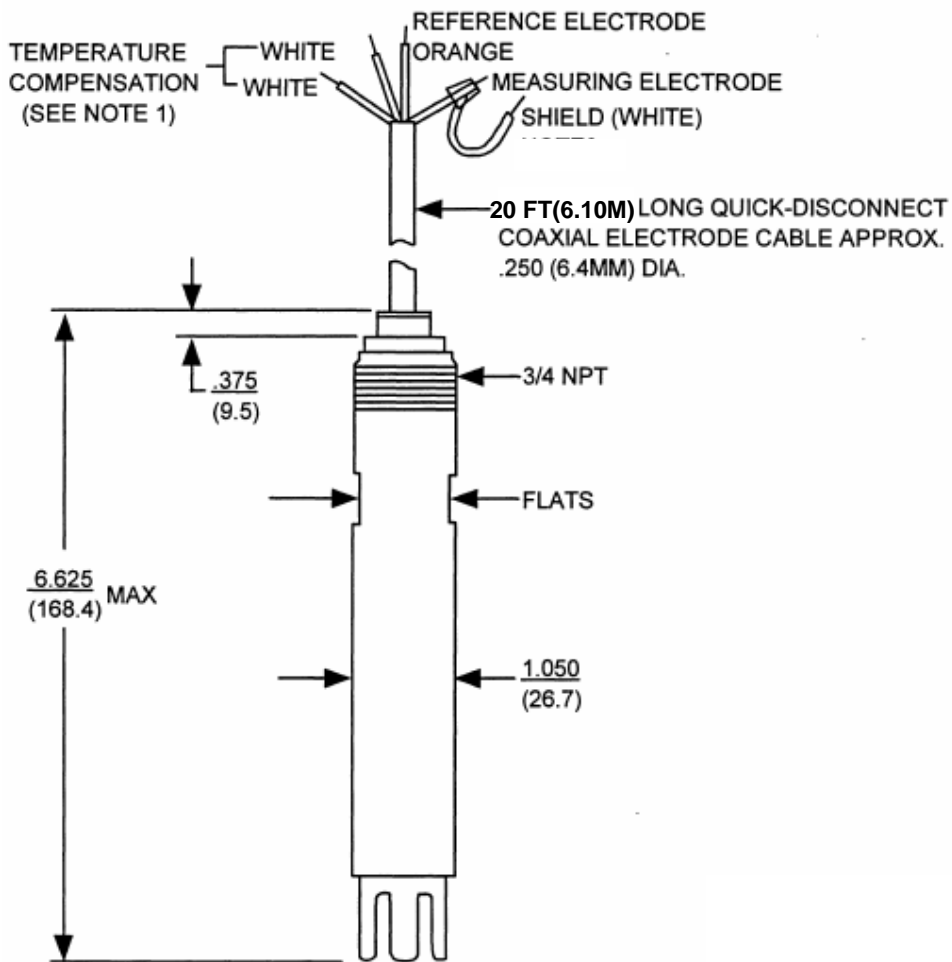 REFERENCE ELECTRODE
ORANGE
TEMPERATURE
COMPENSATION
(SEE NOTE 1)
WHITE
WHITE
MEASURING ELECTRODE
SHIELD (WHITE)
20 FT(6.10M) LONG QUICK-DISCONNECT
COAXIAL ELECTRODE CABLE APPROX.
.250 (6.4MM) DIA.
.375
(9.5)
3/4 NPT
FLATS
6.625
(168.4) MAX
1.050
(26.7)